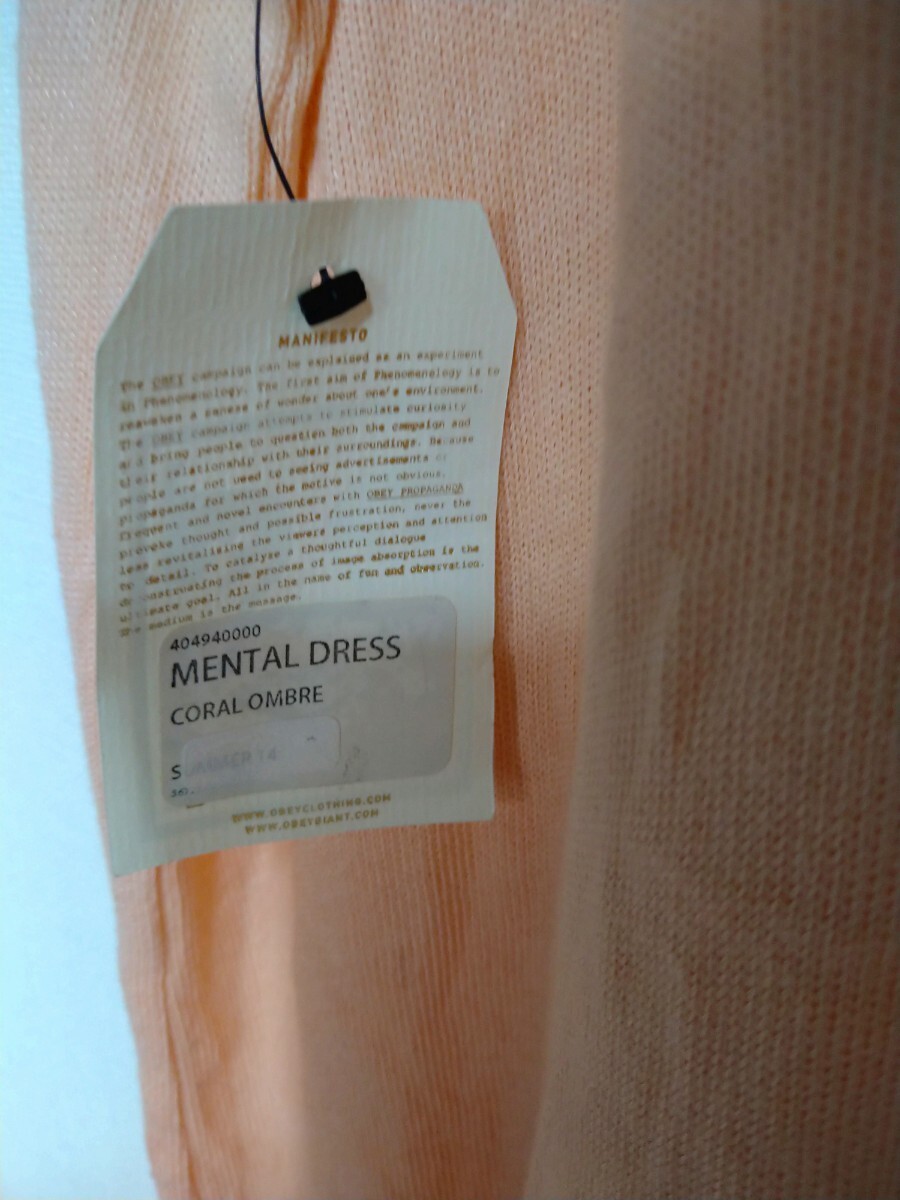 MANIFESTO
The OBEY campaign can be explained as an experiment
in Phenomenology. The first aim of Phenomenology is to
reawaken a sense of wonder about one's environment.
The OBEY campaign attempts to stimulate curiosity
and bring people to question both the campaign and
their relationship with their surroundings. Because
people are not used to seeing advertisements or
propaganda for which the motive is not obvious,
frequent and novel encounters with OBEY PROPAGANDA
provoke thought and possible frustration, never the
less revitalizing the viewers perception and attention
to detail. To catalyze a thoughtful dialogue
deconstructing the process of image absorption is the
ultimate goal. All in the name of fun and observation.
The medium is the message.
404940000
MENTAL DRESS
CORAL OMBRE
SUMMER 14
WWW.OBEYCLOTHING.COM
WWW.OBEYGIANT.COM